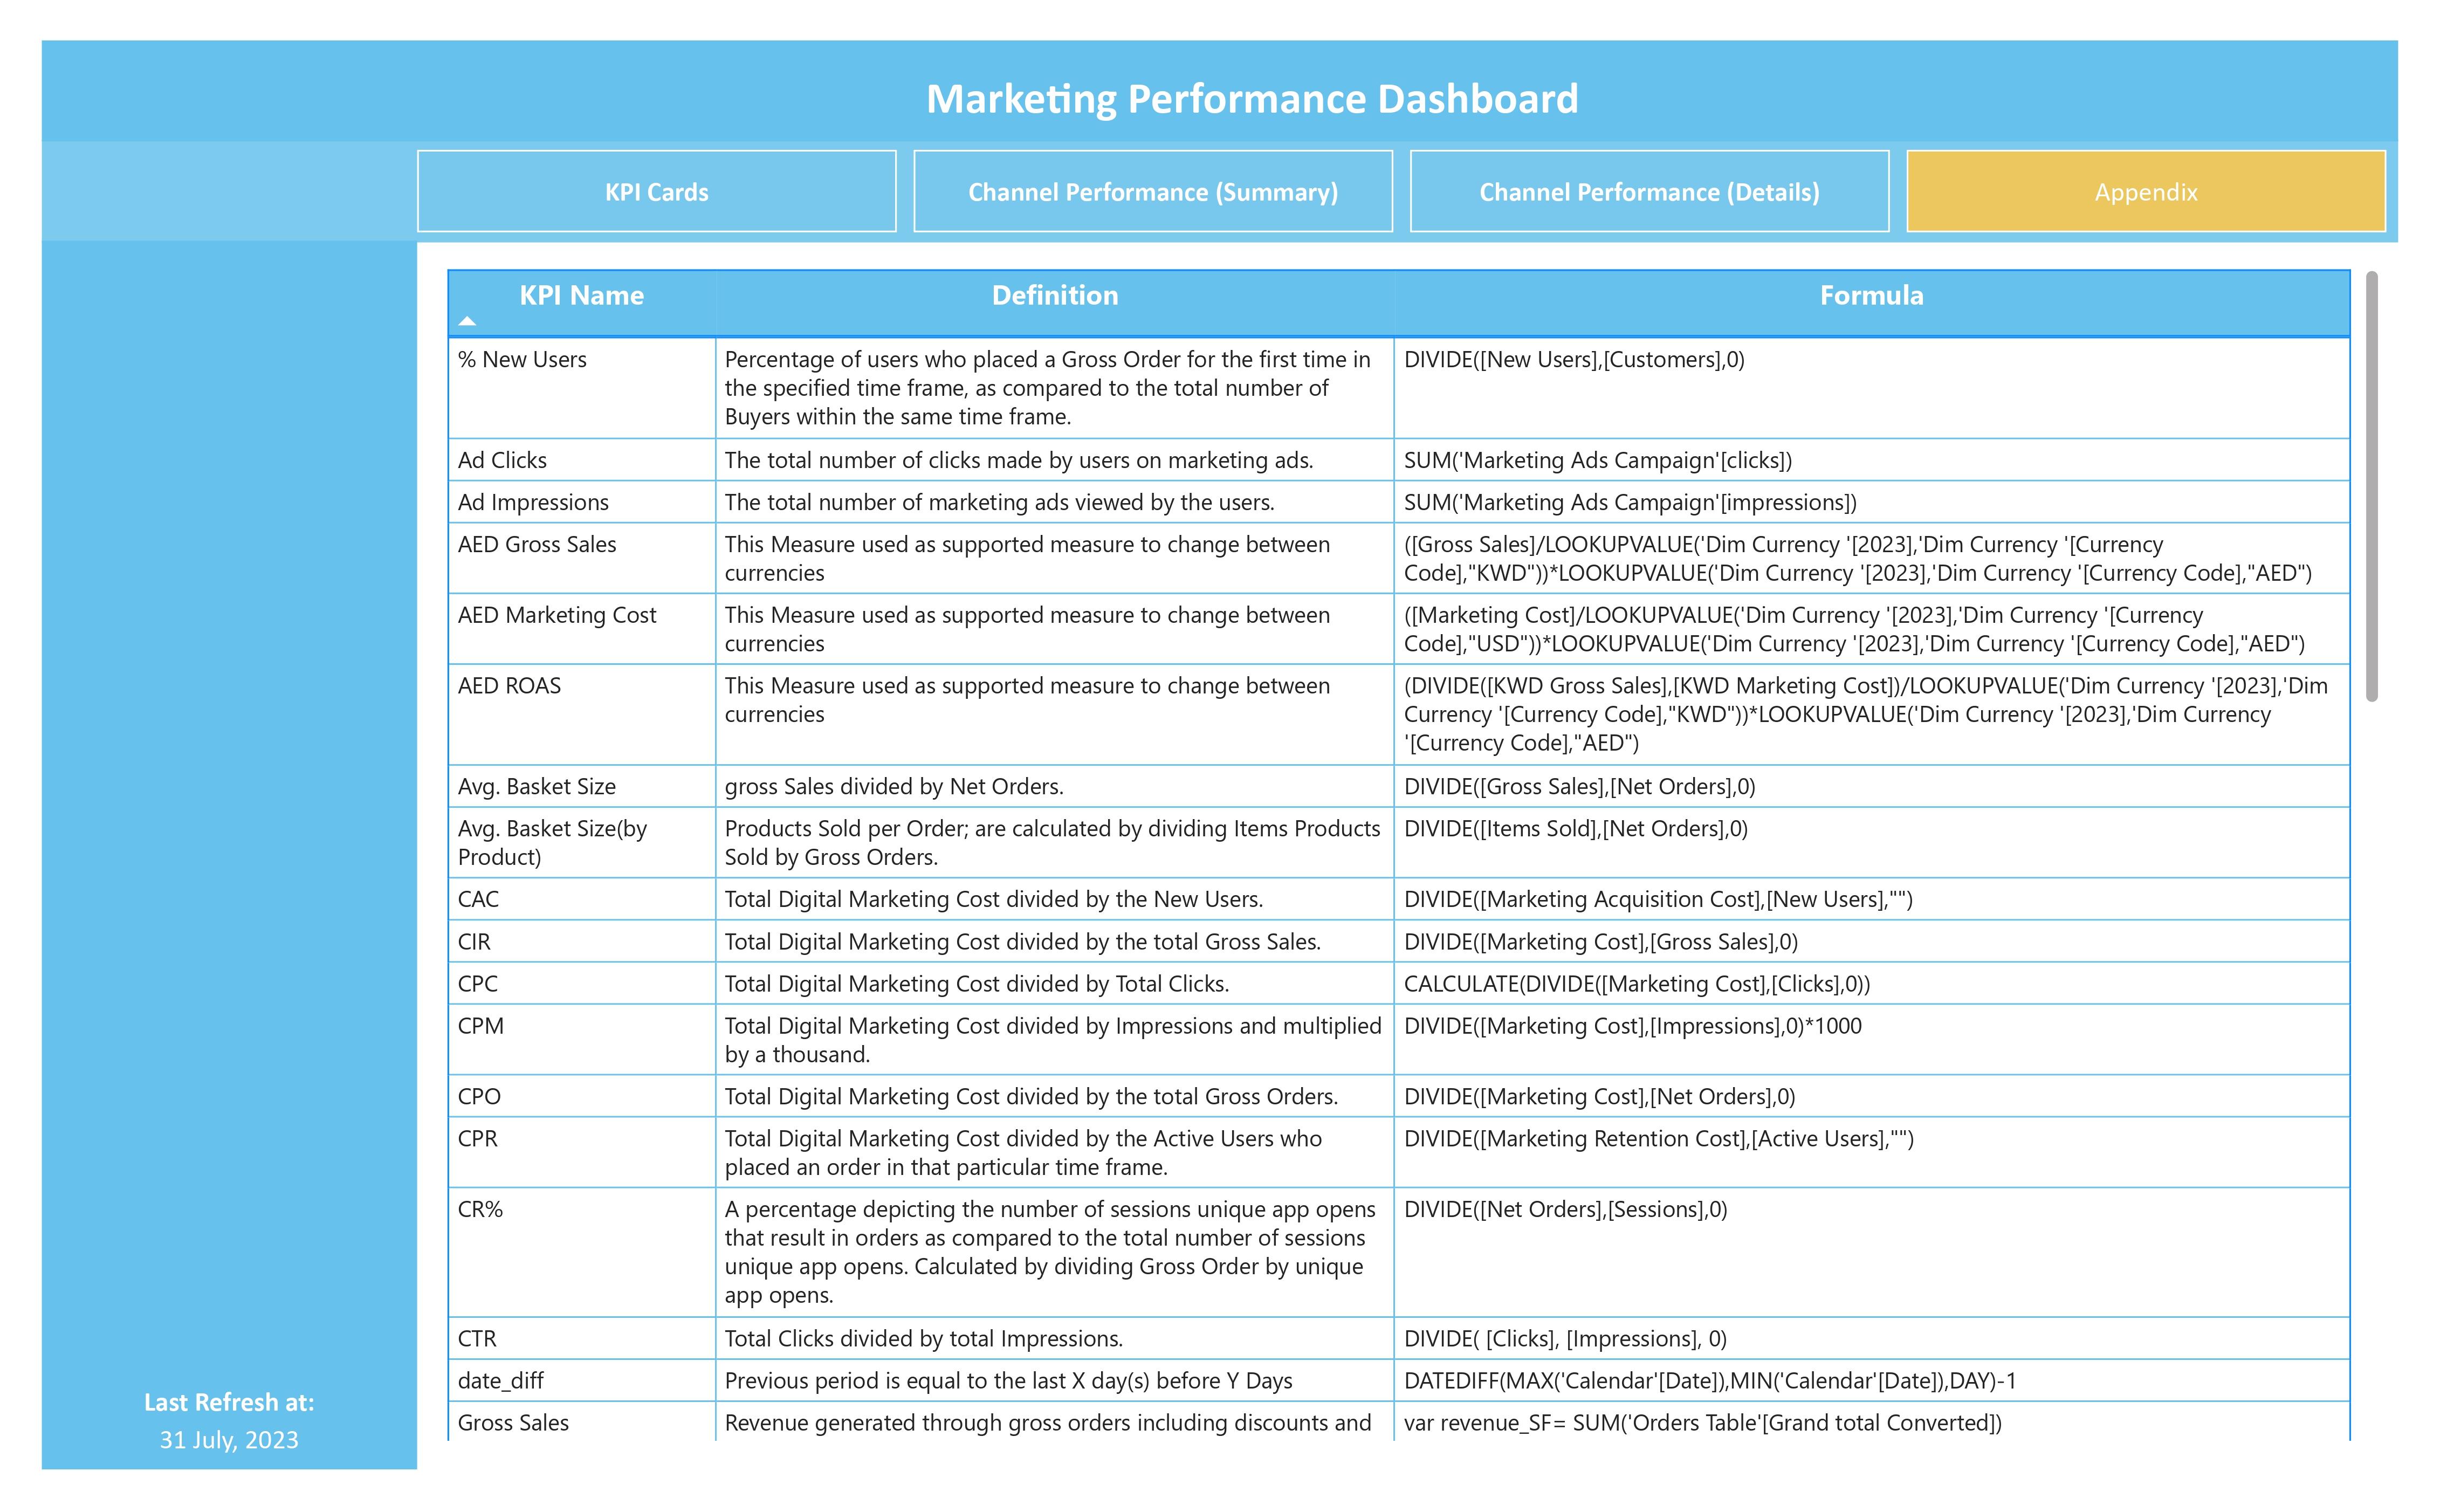 Marketing Performance Dashboard
KPI Cards
Channel Performance (Summary)
Channel Performance (Details)
Appendix
KPI Name
Definition
Formula
% New Users
Percentage of users who placed a Gross Order for the first time in
the specified time frame, as compared to the total number of
Buyers within the same time frame.
DIVIDE([New Users],[Customers],0)
Ad Clicks
The total number of clicks made by users on marketing ads.
SUM('Marketing Ads Campaign'[clicks])
Ad Impressions
The total number of marketing ads viewed by the users.
SUM('Marketing Ads Campaign'[impressions])
AED Gross Sales
This Measure used as supported measure to change between
currencies
([Gross Sales]/LOOKUPVALUE('Dim Currency '[2023],'Dim Currency '[Currency
Code],"KWD"))*LOOKUPVALUE('Dim Currency '[2023],'Dim Currency '[Currency Code],"AED")
AED Marketing Cost
This Measure used as supported measure to change between
currencies
([Marketing Cost]/LOOKUPVALUE('Dim Currency '[2023],'Dim Currency '[Currency
Code],"USD"))*LOOKUPVALUE('Dim Currency '[2023],'Dim Currency '[Currency Code],"AED")
AED ROAS
This Measure used as supported measure to change between
currencies
(DIVIDE([KWD Gross Sales],[KWD Marketing Cost])/LOOKUPVALUE('Dim Currency '[2023],'Dim
Currency '[Currency Code],"KWD"))*LOOKUPVALUE('Dim Currency '[2023],'Dim Currency
'[Currency Code],"AED")
Avg. Basket Size
gross Sales divided by Net Orders.
DIVIDE([Gross Sales],[Net Orders],0)
Avg. Basket Size(by
Product)
Products Sold per Order; are calculated by dividing Items Products
Sold by Gross Orders.
DIVIDE([Items Sold],[Net Orders],0)
CAC
Total Digital Marketing Cost divided by the New Users.
DIVIDE([Marketing Acquisition Cost],[New Users],"")
CIR
Total Digital Marketing Cost divided by the total Gross Sales.
DIVIDE([Marketing Cost],[Gross Sales],0)
CPC
Total Digital Marketing Cost divided by Total Clicks.
CALCULATE(DIVIDE([Marketing Cost],[Clicks],0))
CPM
Total Digital Marketing Cost divided by Impressions and multiplied
by a thousand.
DIVIDE([Marketing Cost],[Impressions],0)*1000
CPO
Total Digital Marketing Cost divided by the total Gross Orders.
DIVIDE([Marketing Cost],[Net Orders],0)
CPR
Total Digital Marketing Cost divided by the Active Users who
placed an order in that particular time frame.
DIVIDE([Marketing Retention Cost],[Active Users],"")
CR%
A percentage depicting the number of sessions unique app opens
that result in orders as compared to the total number of sessions
unique app opens. Calculated by dividing Gross Order by unique
app opens.
DIVIDE([Net Orders],[Sessions],0)
CTR
Total Clicks divided by total Impressions.
DIVIDE( [Clicks], [Impressions], 0)
date_diff
Previous period is equal to the last X day(s) before Y Days
DATEDIFF(MAX('Calendar'[Date]),MIN('Calendar'[Date]),DAY)-1
Gross Sales
Revenue generated through gross orders including discounts and
var revenue_SF= SUM('Orders Table'[Grand total Converted])
Last Refresh at:
31 July, 2023